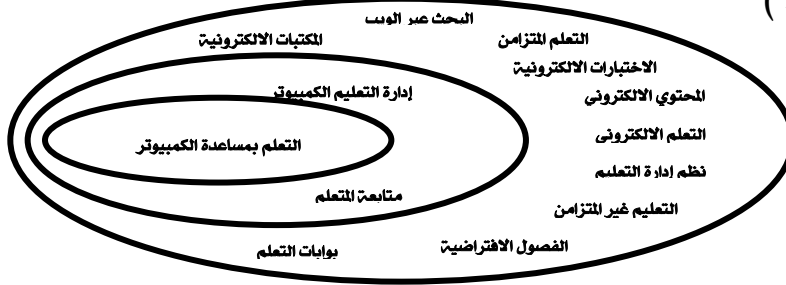 البحث عبر الويب
التعلم المتزامن
المكتبات الالكترونية
الاختبارات الالكترونية
المحتوي الالكتروني
إدارة التعليم الكمبيوتر
التعلم الالكتروني
التعلم بمساعدة الكمبيوتر
نظم إدارة التعليم
متابعة المتعلم
التعليم غير المتزامن
الفصول الافتراضية
بوابات التعلم